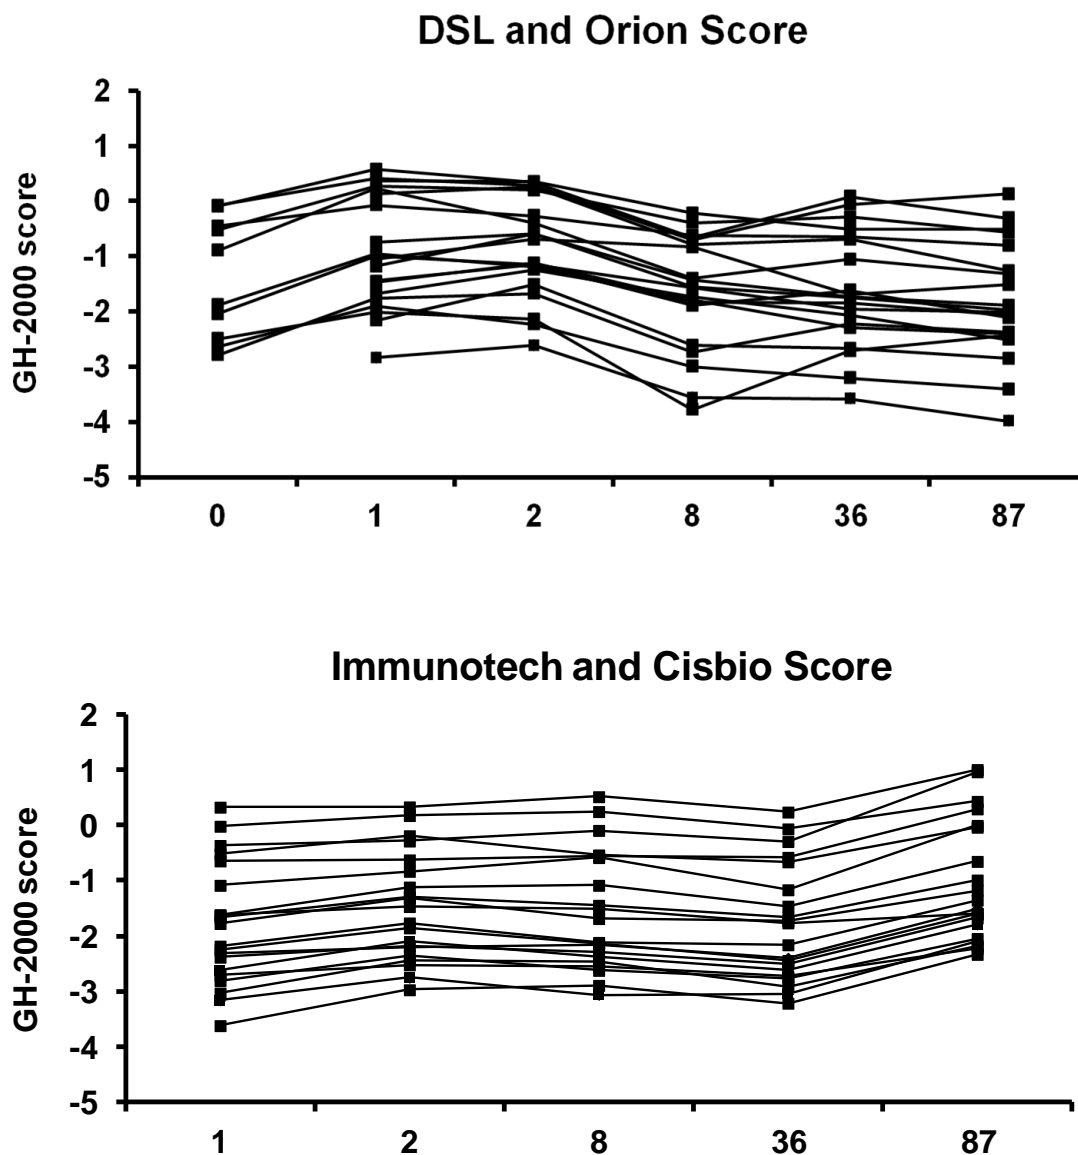 DSL and Orion Score
GH-2000 score
2
1
0
-1
-2
-3
-4
-5
0 1 2 8 36 87
Immunotech and Cisbio Score
GH-2000 score
2
1
0
-1
-2
-3
-4
-5
1 2 8 36 87